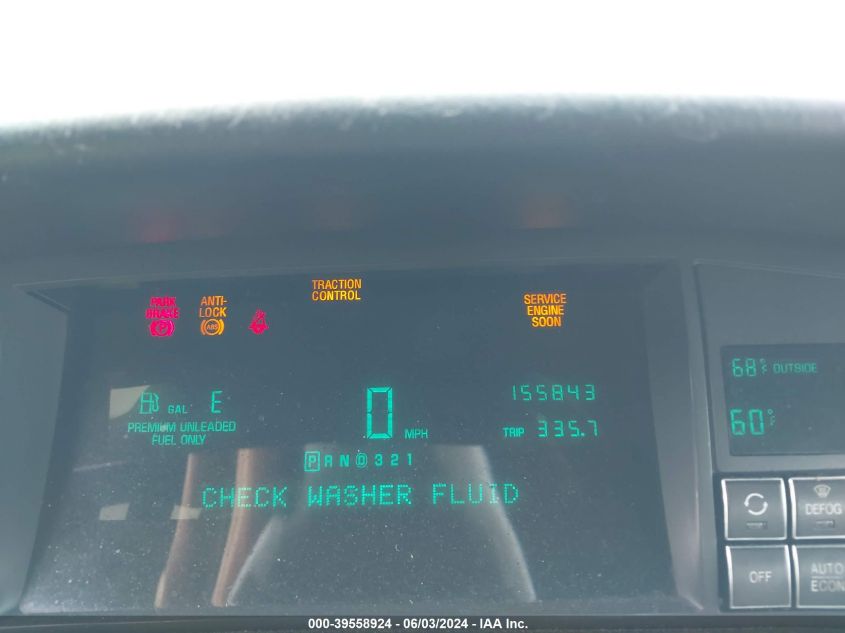 TRACTION
CONTROL
PARK
BRAKE
(P)
ANTI-
LOCK
(ABS)
SERVICE
ENGINE
SOON
GAL E
PREMIUM UNLEADED
FUEL ONLY
0 MPH
155843
TRIP 335.7
P R N D 3 2 1
CHECK WASHER FLUID
68°F OUTSIDE
60°F
DEFOG
OFF
AUTO
ECON
000-39558924 - 06/03/2024 - IAA Inc.